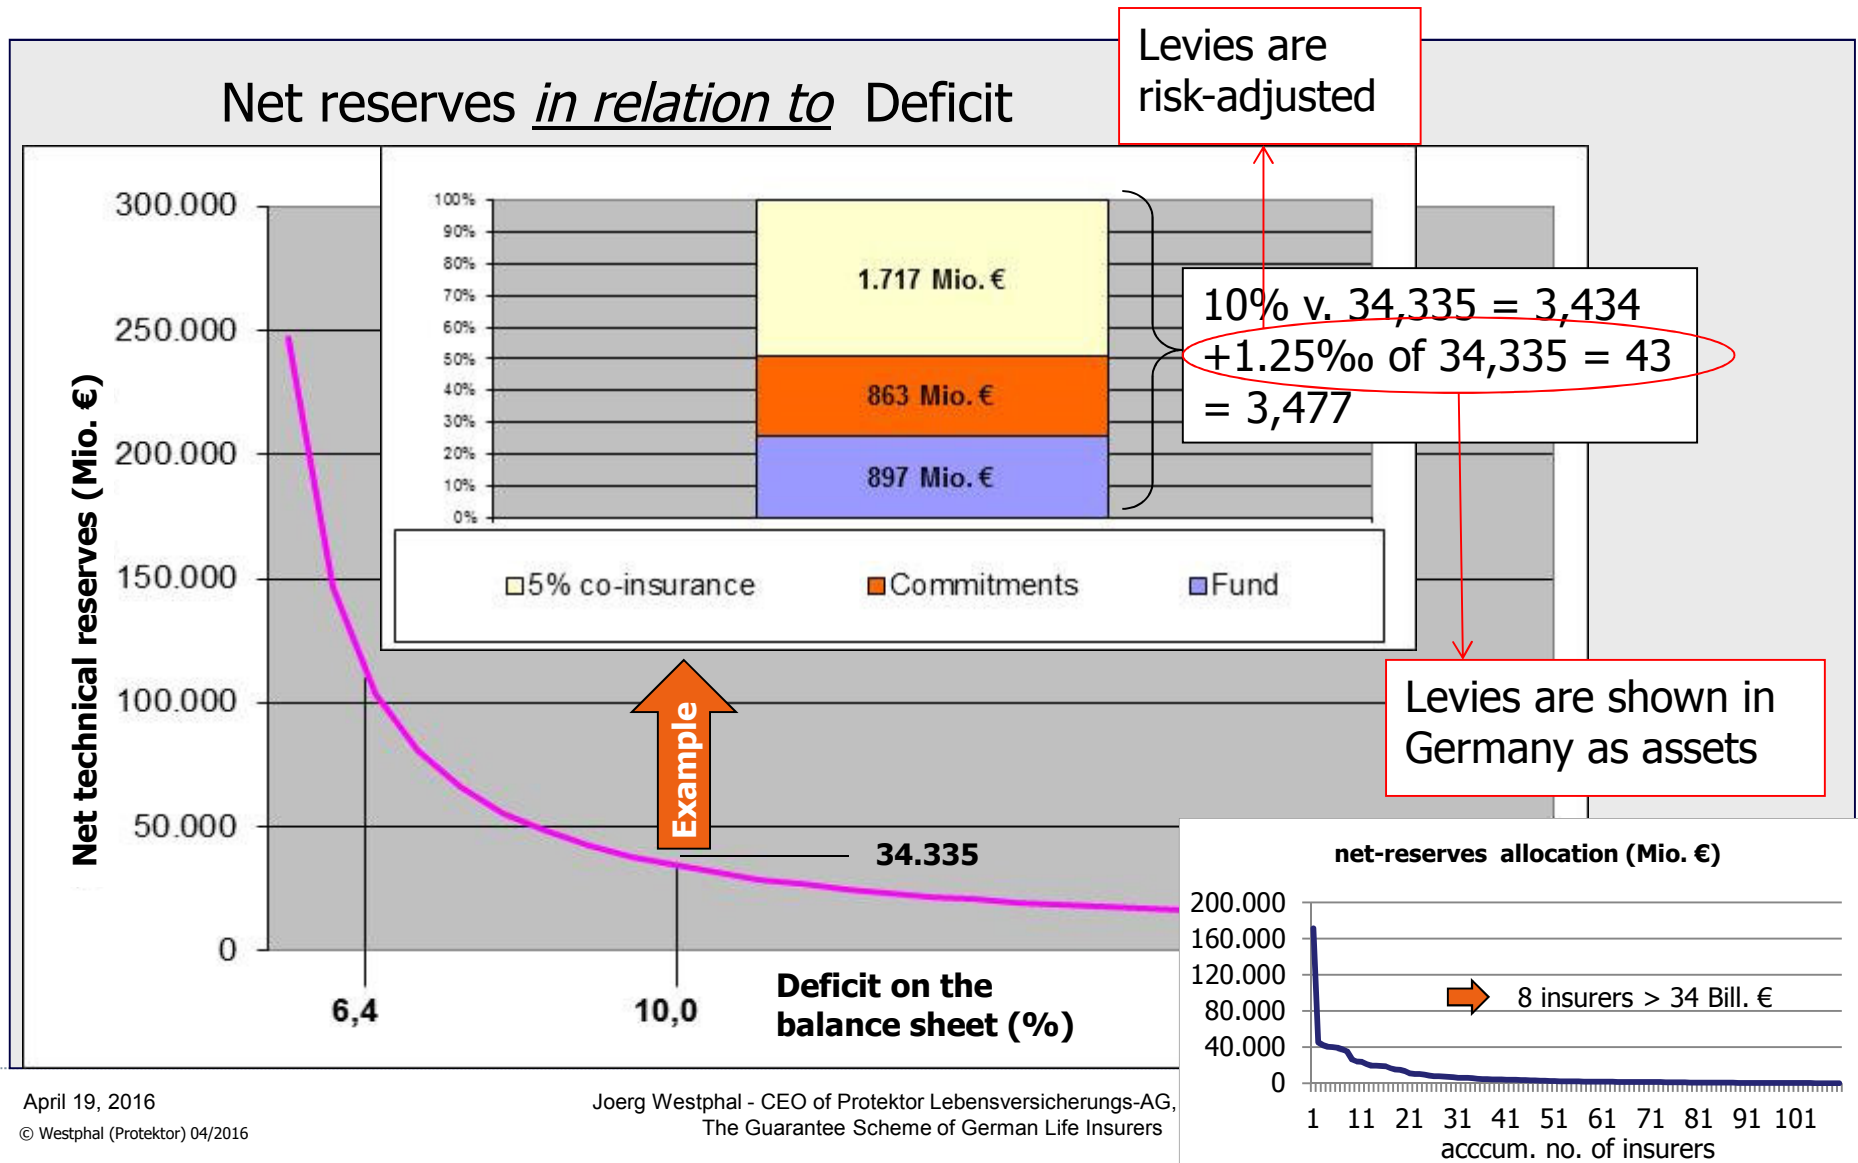 Levies are
risk-adjusted
Net reserves in relation to Deficit
300.000
250.000
200.000
150.000
100.000
50.000
0
Net technical reserves (Mio. €)
100%
90%
80%
70%
60%
50%
40%
30%
20%
10%
0%
1.717 Mio. €
863 Mio. €
897 Mio. €
5% co-insurance
Commitments
Fund
10% v. 34,335 = 3,434
+1.25‰ of 34,335 = 43
= 3,477
Levies are shown in
Germany as assets
Example
34.335
6,4
10,0
Deficit on the
balance sheet (%)
net-reserves allocation (Mio. €)
200.000
160.000
120.000
80.000
40.000
0
8 insurers > 34 Bill. €
1 11 21 31 41 51 61 71 81 91 101
acccum. no. of insurers
April 19, 2016
© Westphal (Protektor) 04/2016
Joerg Westphal - CEO of Protektor Lebensversicherungs-AG,
The Guarantee Scheme of German Life Insurers